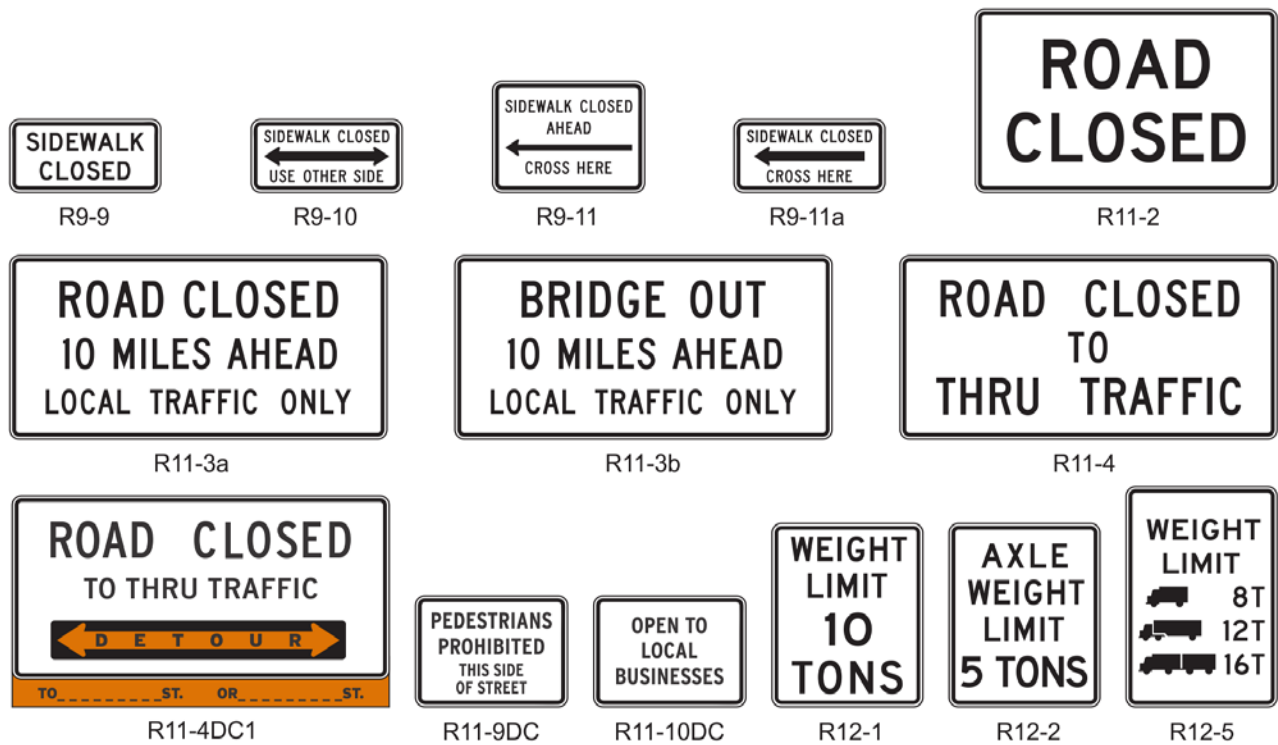 SIDEWALK
CLOSED
R9-9
SIDEWALK CLOSED
USE OTHER SIDE
R9-10
SIDEWALK CLOSED
AHEAD
CROSS HERE
R9-11
SIDEWALK CLOSED
CROSS HERE
R9-11a
ROAD
CLOSED
R11-2
ROAD CLOSED
10 MILES AHEAD
LOCAL TRAFFIC ONLY
R11-3a
BRIDGE OUT
10 MILES AHEAD
LOCAL TRAFFIC ONLY
R11-3b
ROAD CLOSED
TO
THRU TRAFFIC
R11-4
ROAD CLOSED
TO THRU TRAFFIC
DETOUR
TO_________ST. OR_________ST.
R11-4DC1
PEDESTRIANS
PROHIBITED
THIS SIDE
OF STREET
R11-9DC
OPEN TO
LOCAL
BUSINESSES
R11-10DC
WEIGHT
LIMIT
10
TONS
R12-1
AXLE
WEIGHT
LIMIT
5 TONS
R12-2
WEIGHT
LIMIT
8T
12T
16T
R12-5